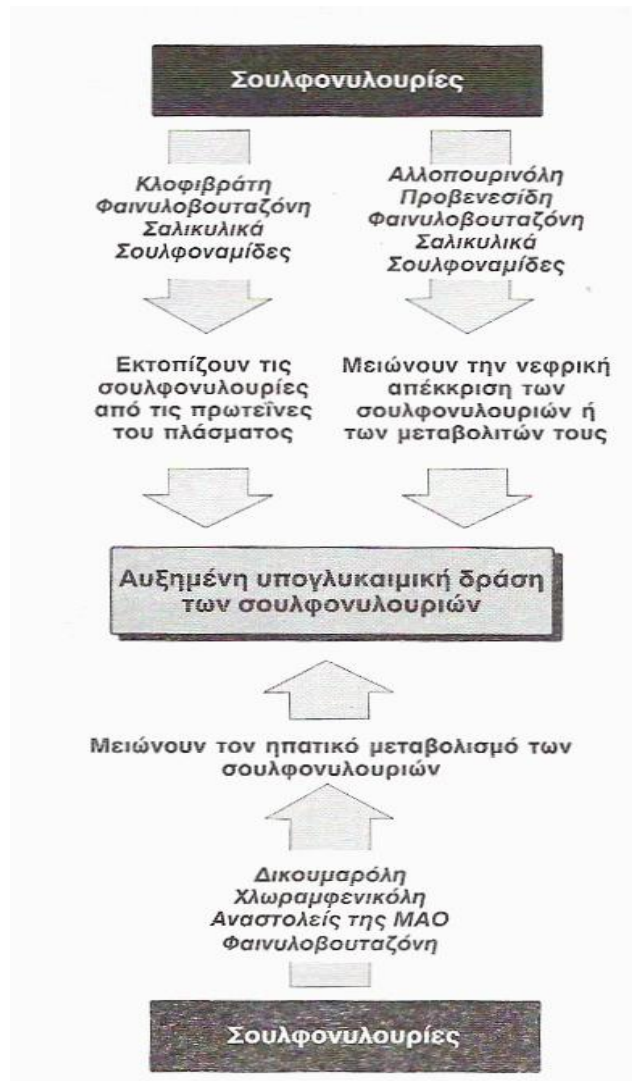 Σουλφονυλουρίες
Κλοφιβράτη
Φαινυλοβουταζόνη
Σαλικυλικά
Σουλφοναμίδες
Αλλοπουρινόλη
Προβενεσίδη
Φαινυλοβουταζόνη
Σαλικυλικά
Σουλφοναμίδες
Εκτοπίζουν τις
σουλφονυλουρίες
από τις πρωτεΐνες
του πλάσματος
Μειώνουν την νεφρική
απέκκριση των
σουλφονυλουριών ή
των μεταβολιτών τους
Αυξημένη υπογλυκαιμική δράση
των σουλφονυλουριών
Μειώνουν τον ηπατικό μεταβολισμό των
σουλφονυλουριών
Δικουμαρόλη
Χλωραμφενικόλη
Αναστολείς της ΜΑΟ
Φαινυλοβουταζόνη
Σουλφονυλουρίες